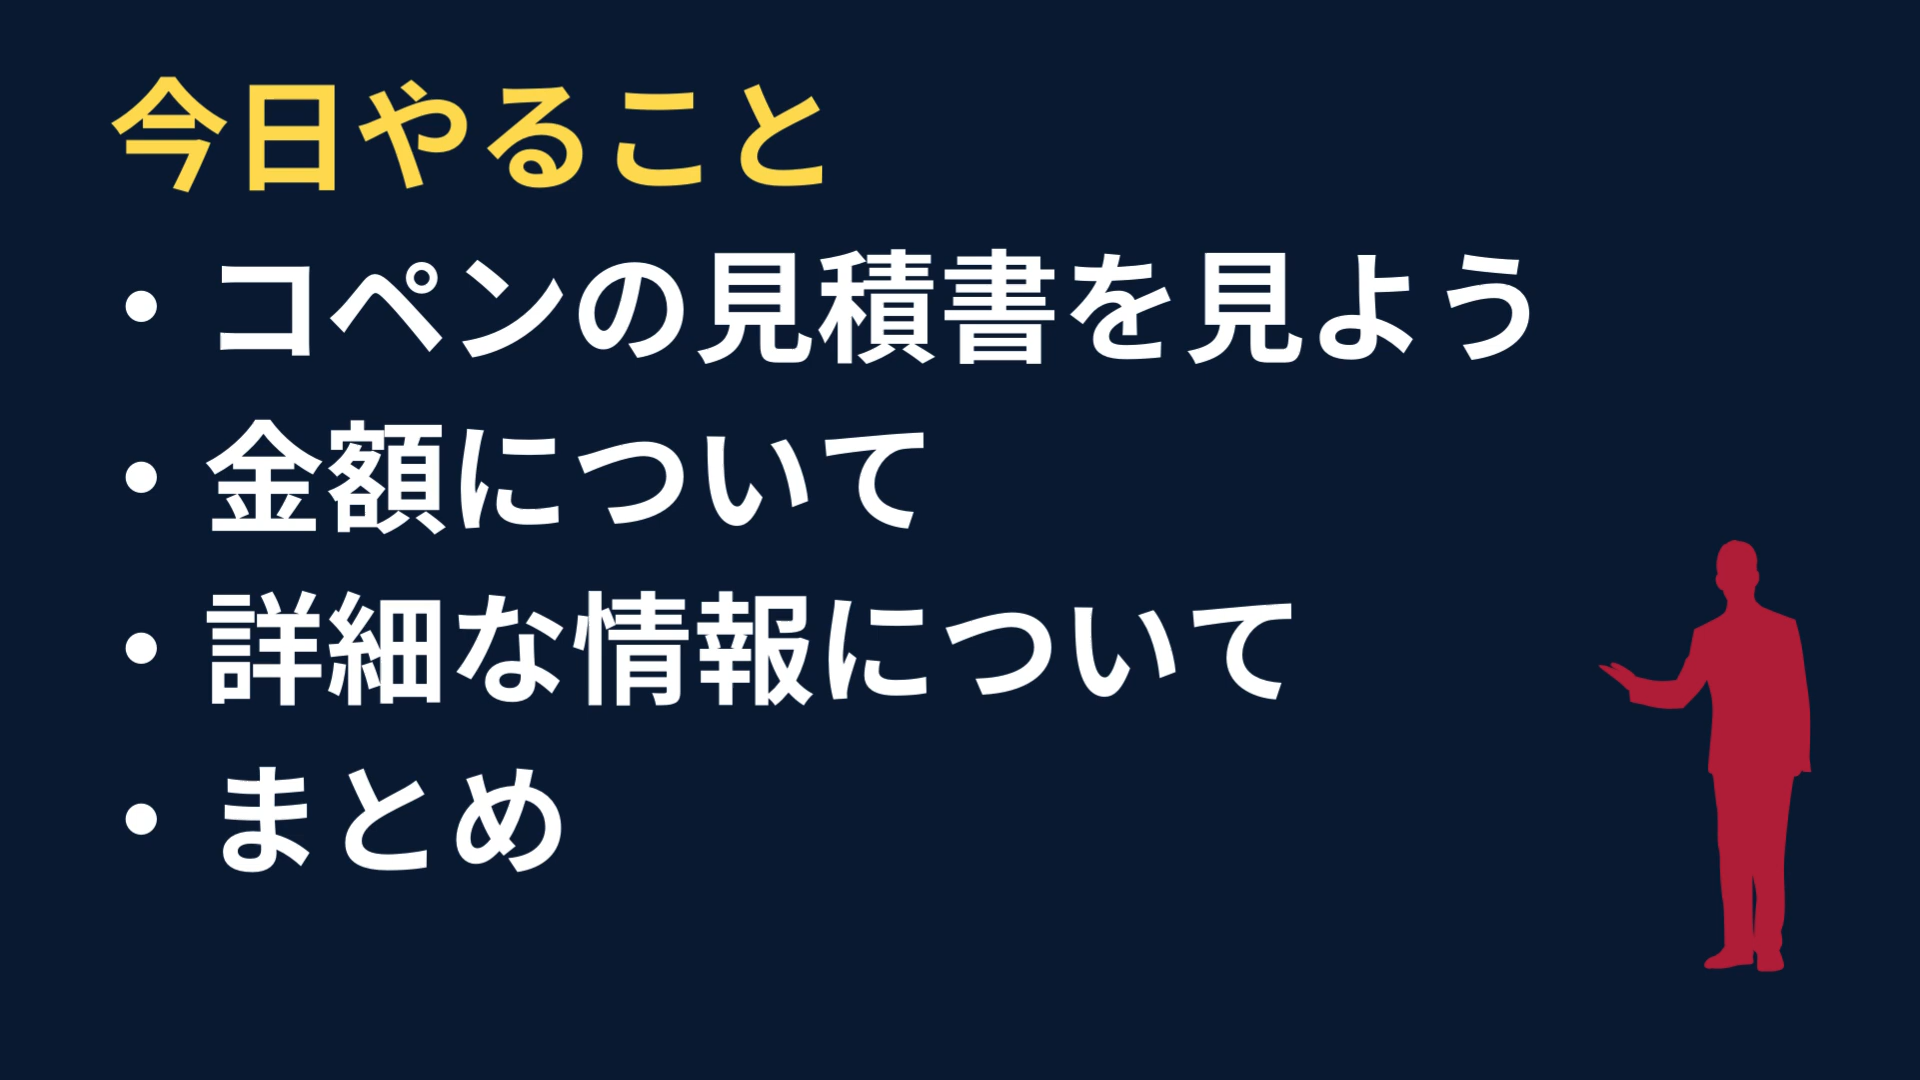 今日やること
・コペンの見積書を見よう
・金額について
・詳細な情報について
・まとめ